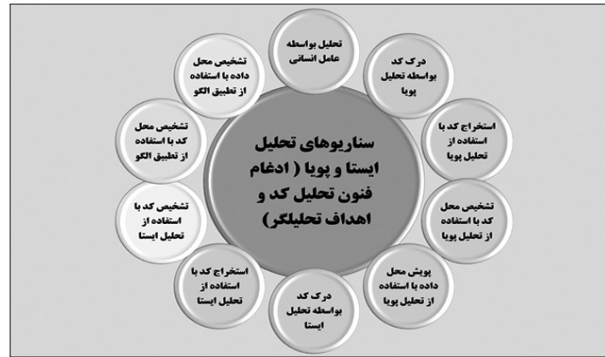 سناریوهای تحلیل
ایستا و پویا ( ادغام
فنون تحلیل کد و
اهداف تحلیلگر)
تحلیل بواسطه
عامل انسانی
درک کد
بواسطه تحلیل
پویا
استخراج کد با
استفاده از
تحلیل پویا
تشخیص محل
کد با استفاده
از تحلیل پویا
پویش محل
داده با استفاده
از تحلیل پویا
درک کد
بواسطه تحلیل
ایستا
استخراج کد با
استفاده از
تحلیل ایستا
تشخیص کد با
استفاده از
تحلیل ایستا
تشخیص محل
کد با استفاده
از تطبیق الگو
تشخیص محل
داده با استفاده
از تطبیق الگو